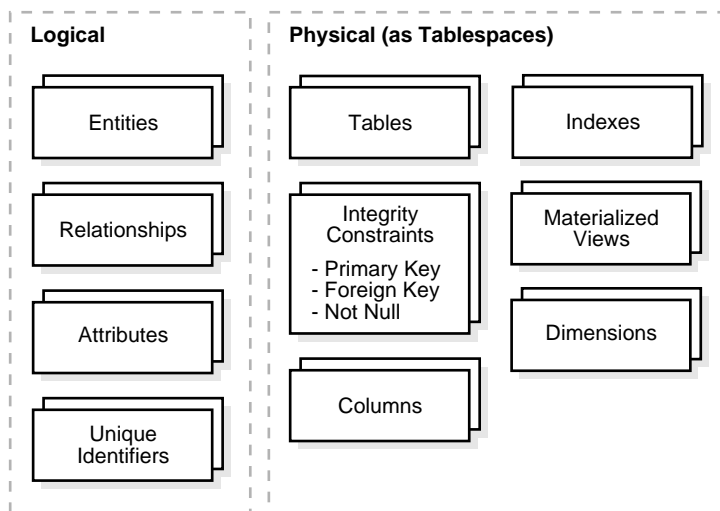 Logical
Entities
Relationships
Attributes
Unique
Identifiers
Physical (as Tablespaces)
Tables
Integrity
Constraints
- Primary Key
- Foreign Key
- Not Null
Columns
Indexes
Materialized
Views
Dimensions